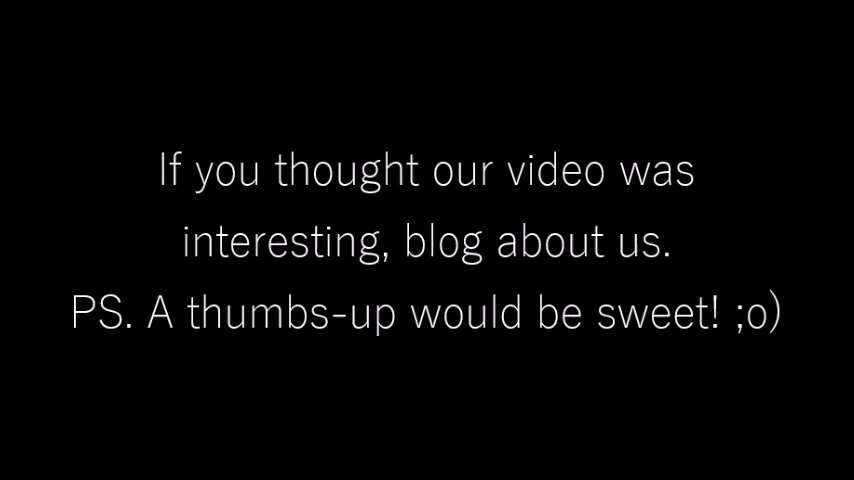 If you thought our video was
interesting, blog about us.
PS. A thumbs-up would be sweet! ;o)